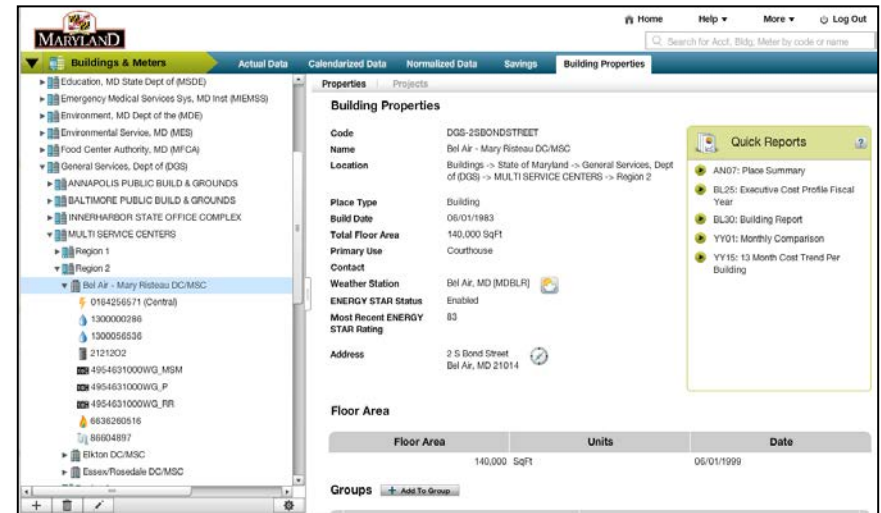 MARYLAND
Home Help More Log Out
Search for Acct, Bldg, Meter by code or name
Buildings & Meters
Actual Data Calendarized Data Normalized Data Savings Building Properties
Education, MD State Dept of (MSDE)
Emergency Medical Services Sys, MD Inst (MIEMSS)
Environment, MD Dept of the (MDE)
Environmental Service, MD (MES)
Food Center Authority, MD (MFCA)
General Services, Dept of (DGS)
ANNAPOLIS PUBLIC BUILD & GROUNDS
BALTIMORE PUBLIC BUILD & GROUNDS
INNERHARBOR STATE OFFICE COMPLEX
MULTI SERVICE CENTERS
Region 1
Region 2
Bel Air - Mary Risteau DC/MSC
0164256571 (Central)
1300000286
1300056536
2121202
4954631000WG_MSM
4954631000WG_P
4954631000WG_RR
6636260516
86604897
Elkton DC/MSC
Essex/Rosedale DC/MSC
Properties Projects
Building Properties
Code DGS-2SBONDSTREET
Name Bel Air - Mary Risteau DC/MSC
Location Buildings -> State of Maryland -> General Services, Dept
of (DGS) -> MULTI SERVICE CENTERS -> Region 2
Place Type Building
Build Date 06/01/1983
Total Floor Area 140,000 SqFt
Primary Use Courthouse
Contact
Weather Station Bel Air, MD [MDBLR]
ENERGY STAR Status Enabled
Most Recent ENERGY 83
STAR Rating
Address 2 S Bond Street
Bel Air, MD 21014
Quick Reports ?
AN07: Place Summary
BL25: Executive Cost Profile Fiscal
Year
BL30: Building Report
YY01: Monthly Comparison
YY15: 13 Month Cost Trend Per
Building
Floor Area
Floor Area Units Date
140,000 SqFt 06/01/1999
Groups + Add To Group